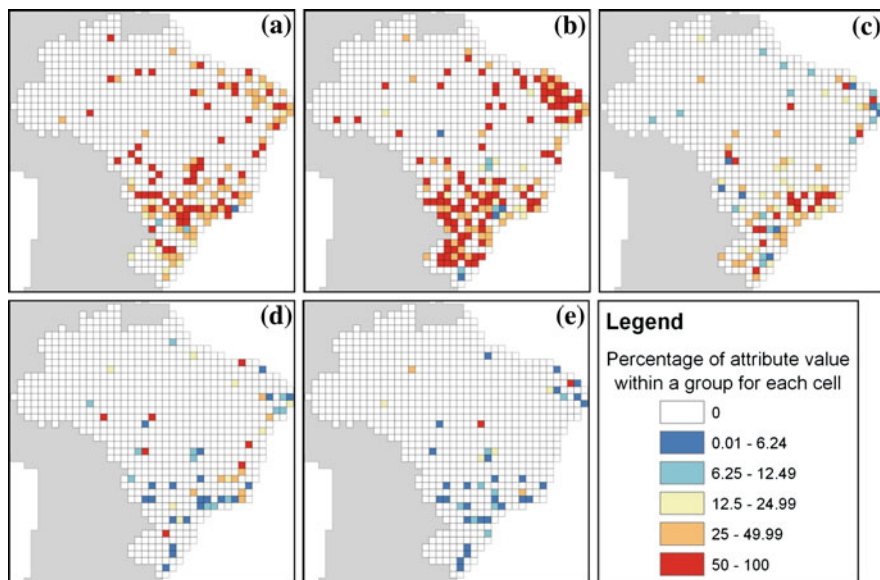 (a)
(b)
(c)
(d)
(e)
Legend
Percentage of attribute value
within a group for each cell
0
0.01 - 6.24
6.25 - 12.49
12.5 - 24.99
25 - 49.99
50 - 100